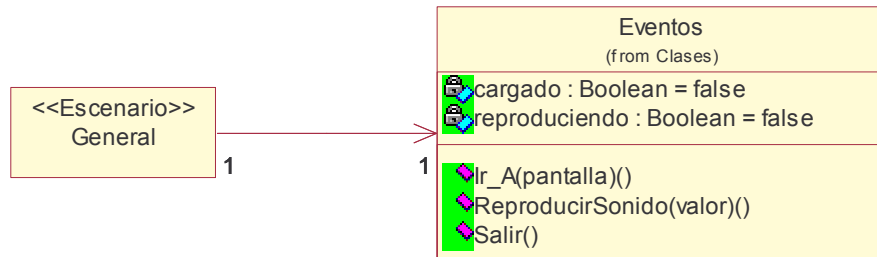 <<Escenario>>
General
1
1
Eventos
(from Clases)
cargado : Boolean = false
reproduciendo : Boolean = false
Ir_A(pantalla)()
ReproducirSonido(valor)()
Salir()